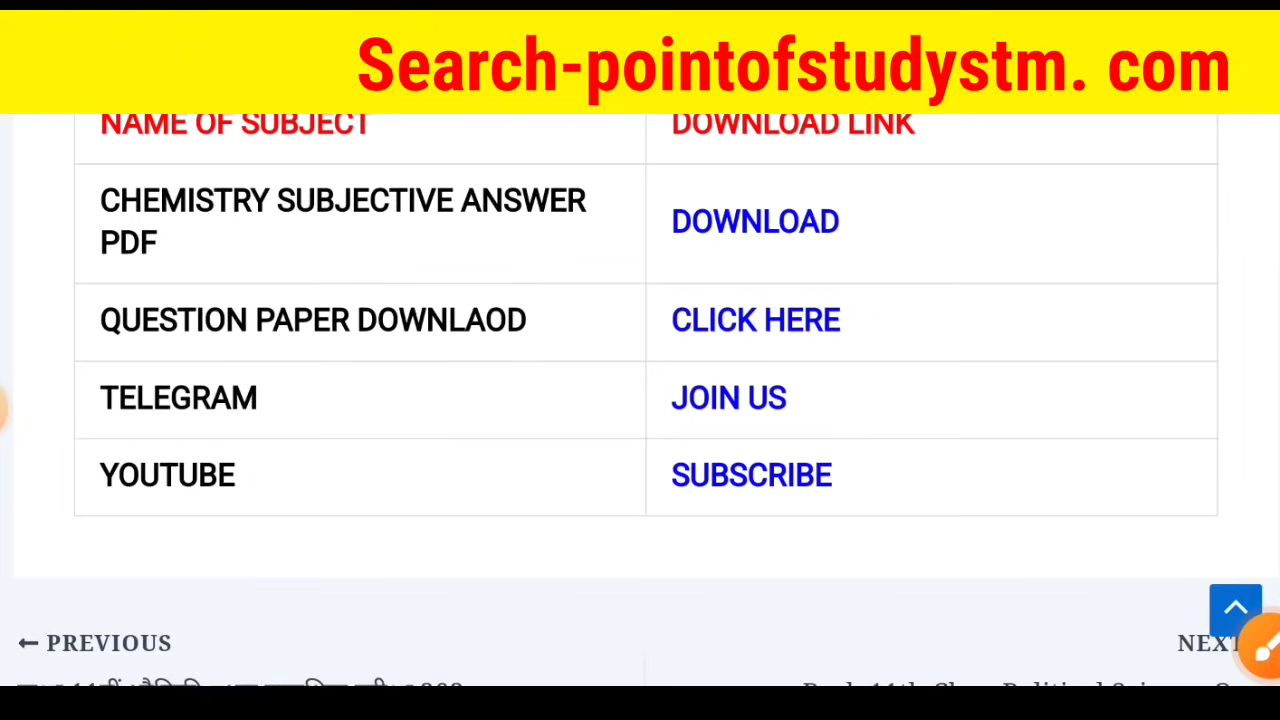 Search-pointofstudystm. com
NAME OF SUBJECT
DOWNLOAD LINK
CHEMISTRY SUBJECTIVE ANSWER
PDF
DOWNLOAD
QUESTION PAPER DOWNLAOD
CLICK HERE
TELEGRAM
JOIN US
YOUTUBE
SUBSCRIBE
PREVIOUS
NEXT